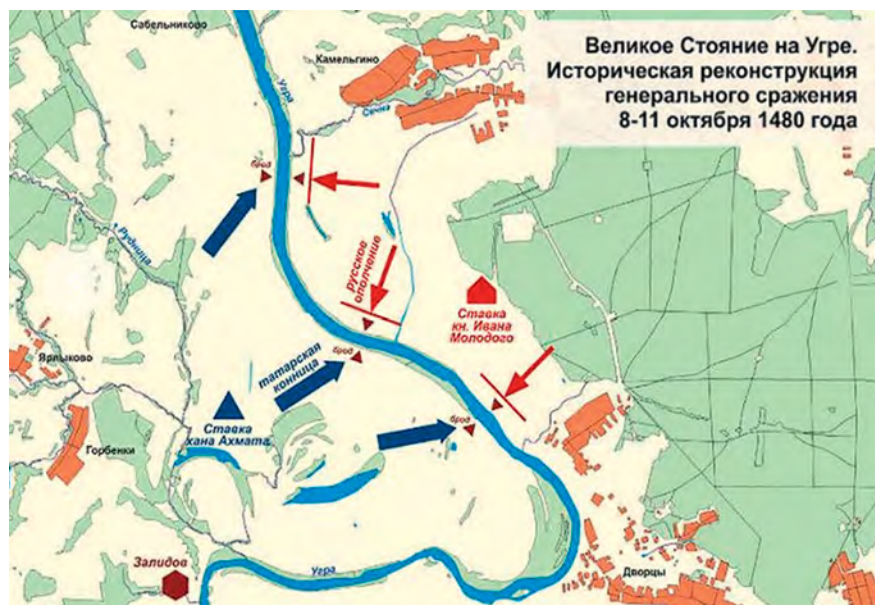 Сабельниково
Великое Стояние на Угре.
Историческая реконструкция
генерального сражения
8-11 октября 1480 года
Угра
Камельгино
Сечна
брод
Рудница
русское
ополчение
Ставка
кн. Ивана
Молодого
Ярлыково
татарская
конница
брод
Ставка
хана Ахмата
брод
Горбенки
Залидов
Угра
Дворцы